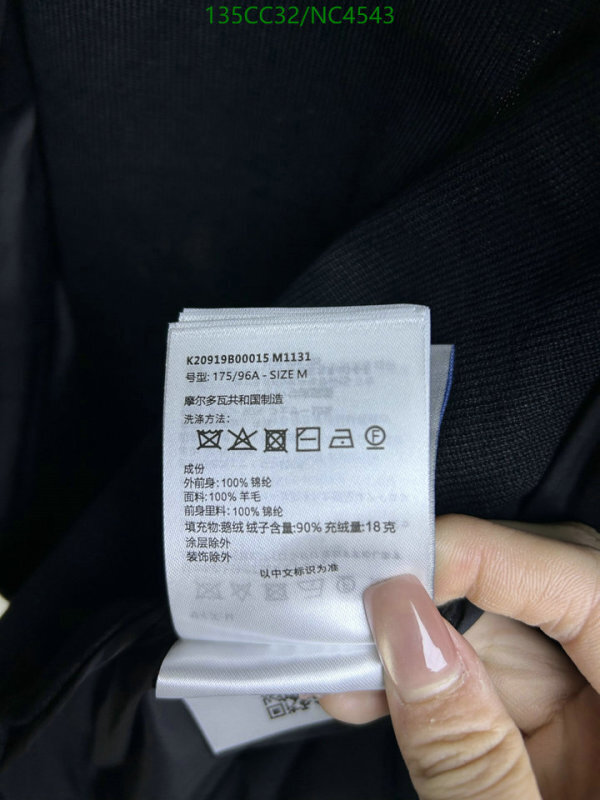 135CC32/NC4543
K20919B00015 M1131
号型: 175/96A - SIZE M
摩尔多瓦共和国制造
洗涤方法:
F
成份
外前身: 100% 锦纶
面料: 100% 羊毛
前身里料: 100% 锦纶
填充物:鹅绒 绒子含量:90% 充绒量:18克
涂层除外
装饰除外
以中文标识为准